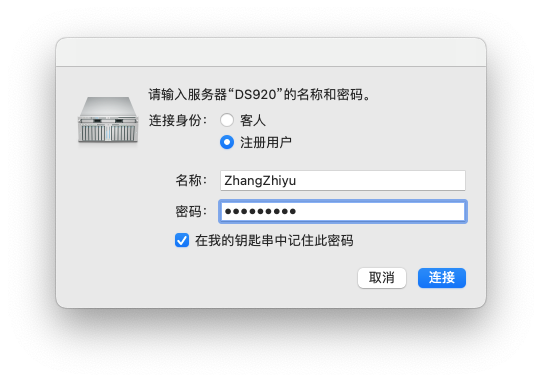 请输入服务器“DS920”的名称和密码。
连接身份： 客人
注册用户
名称： ZhangZhiyu
密码： ●●●●●●●●●
在我的钥匙串中记住此密码
取消 连接